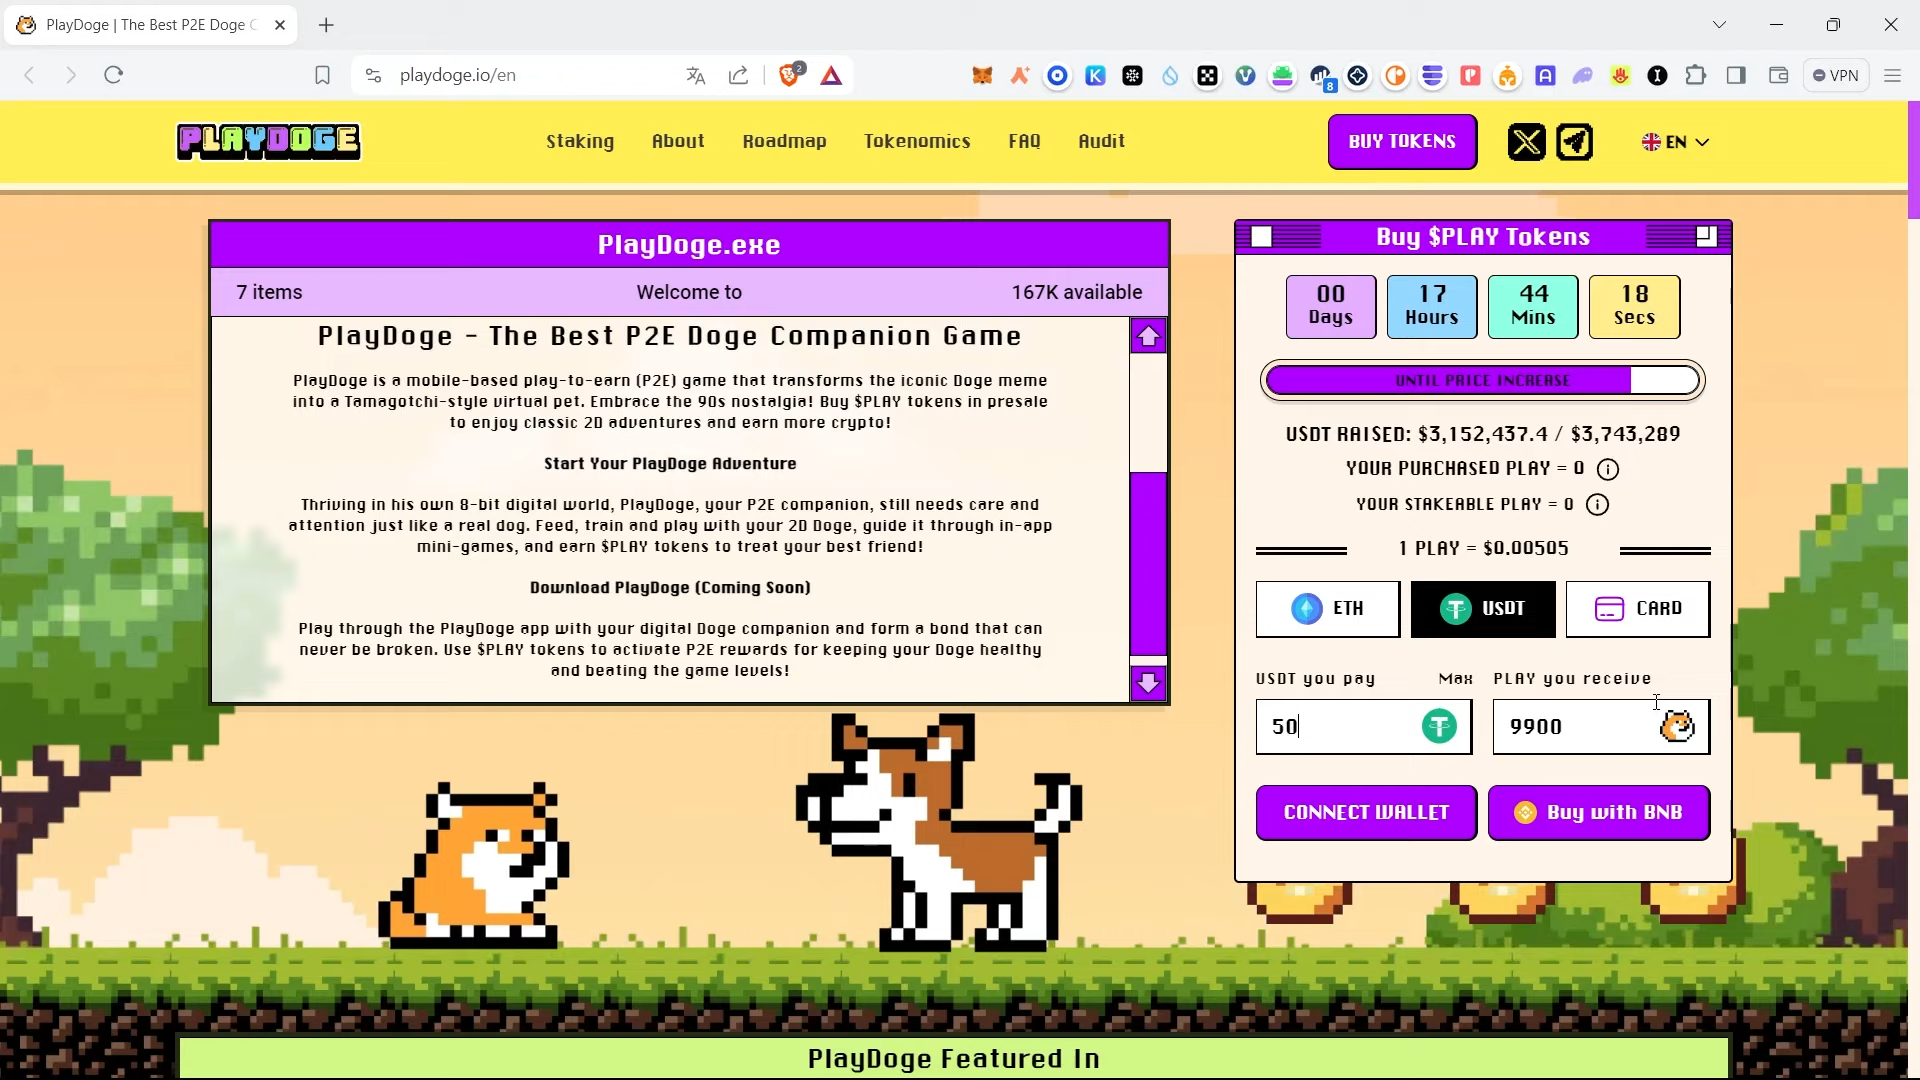 PlayDoge | The Best P2E Doge C
playdoge.io/en
2
8
VPN
PLAYDOGE
Staking
About
Roadmap
Tokenomics
FAQ
Audit
BUY TOKENS
EN
PlayDoge.exe
7 items
Welcome to
167K available
PlayDoge - The Best P2E Doge Companion Game
PlayDoge is a mobile-based play-to-earn (P2E) game that transforms the iconic Doge meme
into a Tamagotchi-style virtual pet. Embrace the 90s nostalgia! Buy $PLAY tokens in presale
to enjoy classic 2D adventures and earn more crypto!
Start Your PlayDoge Adventure
Thriving in his own 8-bit digital world, PlayDoge, your P2E companion, still needs care and
attention just like a real dog. Feed, train and play with your 2D Doge, guide it through in-app
mini-games, and earn $PLAY tokens to treat your best friend!
Download PlayDoge (Coming Soon)
Play through the PlayDoge app with your digital Doge companion and form a bond that can
never be broken. Use $PLAY tokens to activate P2E rewards for keeping your Doge healthy
and beating the game levels!
Buy $PLAY Tokens
00 Days
17 Hours
44 Mins
18 Secs
UNTIL PRICE INCREASE
USDT RAISED: $3,152,437.4 / $3,743,289
YOUR PURCHASED PLAY = 0
YOUR STAKEABLE PLAY = 0
1 PLAY = $0.00505
ETH
USDT
CARD
USDT you pay
Max
PLAY you receive
50
9900
CONNECT WALLET
Buy with BNB
PlayDoge Featured In